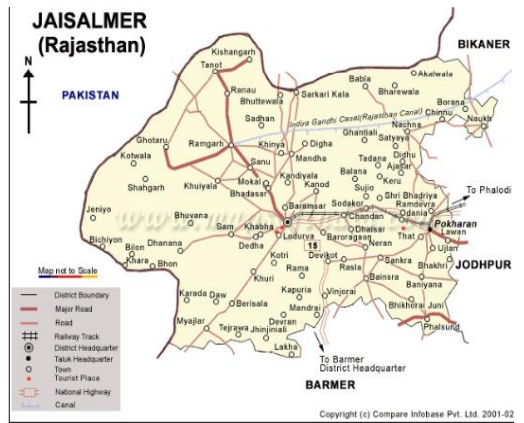 JAISALMER
(Rajasthan)
N
PAKISTAN
BIKANER
Kishangarh
Tanot
Ranau
Bhuttewala
Sarkari Kala
Babla
Akalwala
Bharewala
Borana
Chinnu
Naukh
Sadhan
Indira Gandhi Canal(Rajasthan Canal)
Nachna
Ghantiali
Satyaya
Ghotaru
Ramgarh
Khinya
Digha
Mandha
Didhu
Tadana
Ajasar
Kotwala
Sanu
Shahgarh
Khuiyala
Mokal
Kandiyala
Balana
Keru
Bhadasar
Kanod
Sujio
Shri Bhadriya
To Phalodi
Jeniyo
Baramsar
Sodakor
Ramdevra
Bhuvana
Chandan
dania
Pokharan
Sam
Khabha
Lodurva
Baroragaon
Dhaisar
That
Lawan
Bichiyon
Dedha
15
Neran
Ujlan
Bilen
Dhanana
Kotri
Devikot
Sankra
JODHPUR
Khara
Bhon
Rasla
Bhakhri
Map not to Scale
Khuri
Rama
Bainsra
Baniyana
Karada
Daw
Berisala
Kapuria
Vinjorai
Bhikhorai Juni
Mandrai
Myajlar
Devran
Phalsund
Tejrawa
Jhinjiniali
Lakha
To Barmer
District Headquarter
BARMER
District Boundary
Major Road
Road
Railway Track
District Headquarter
Taluk Headquarter
Town
Tourist Place
National Highway
Canal
Copyright (c) Compare Infobase Pvt. Ltd. 2001-02